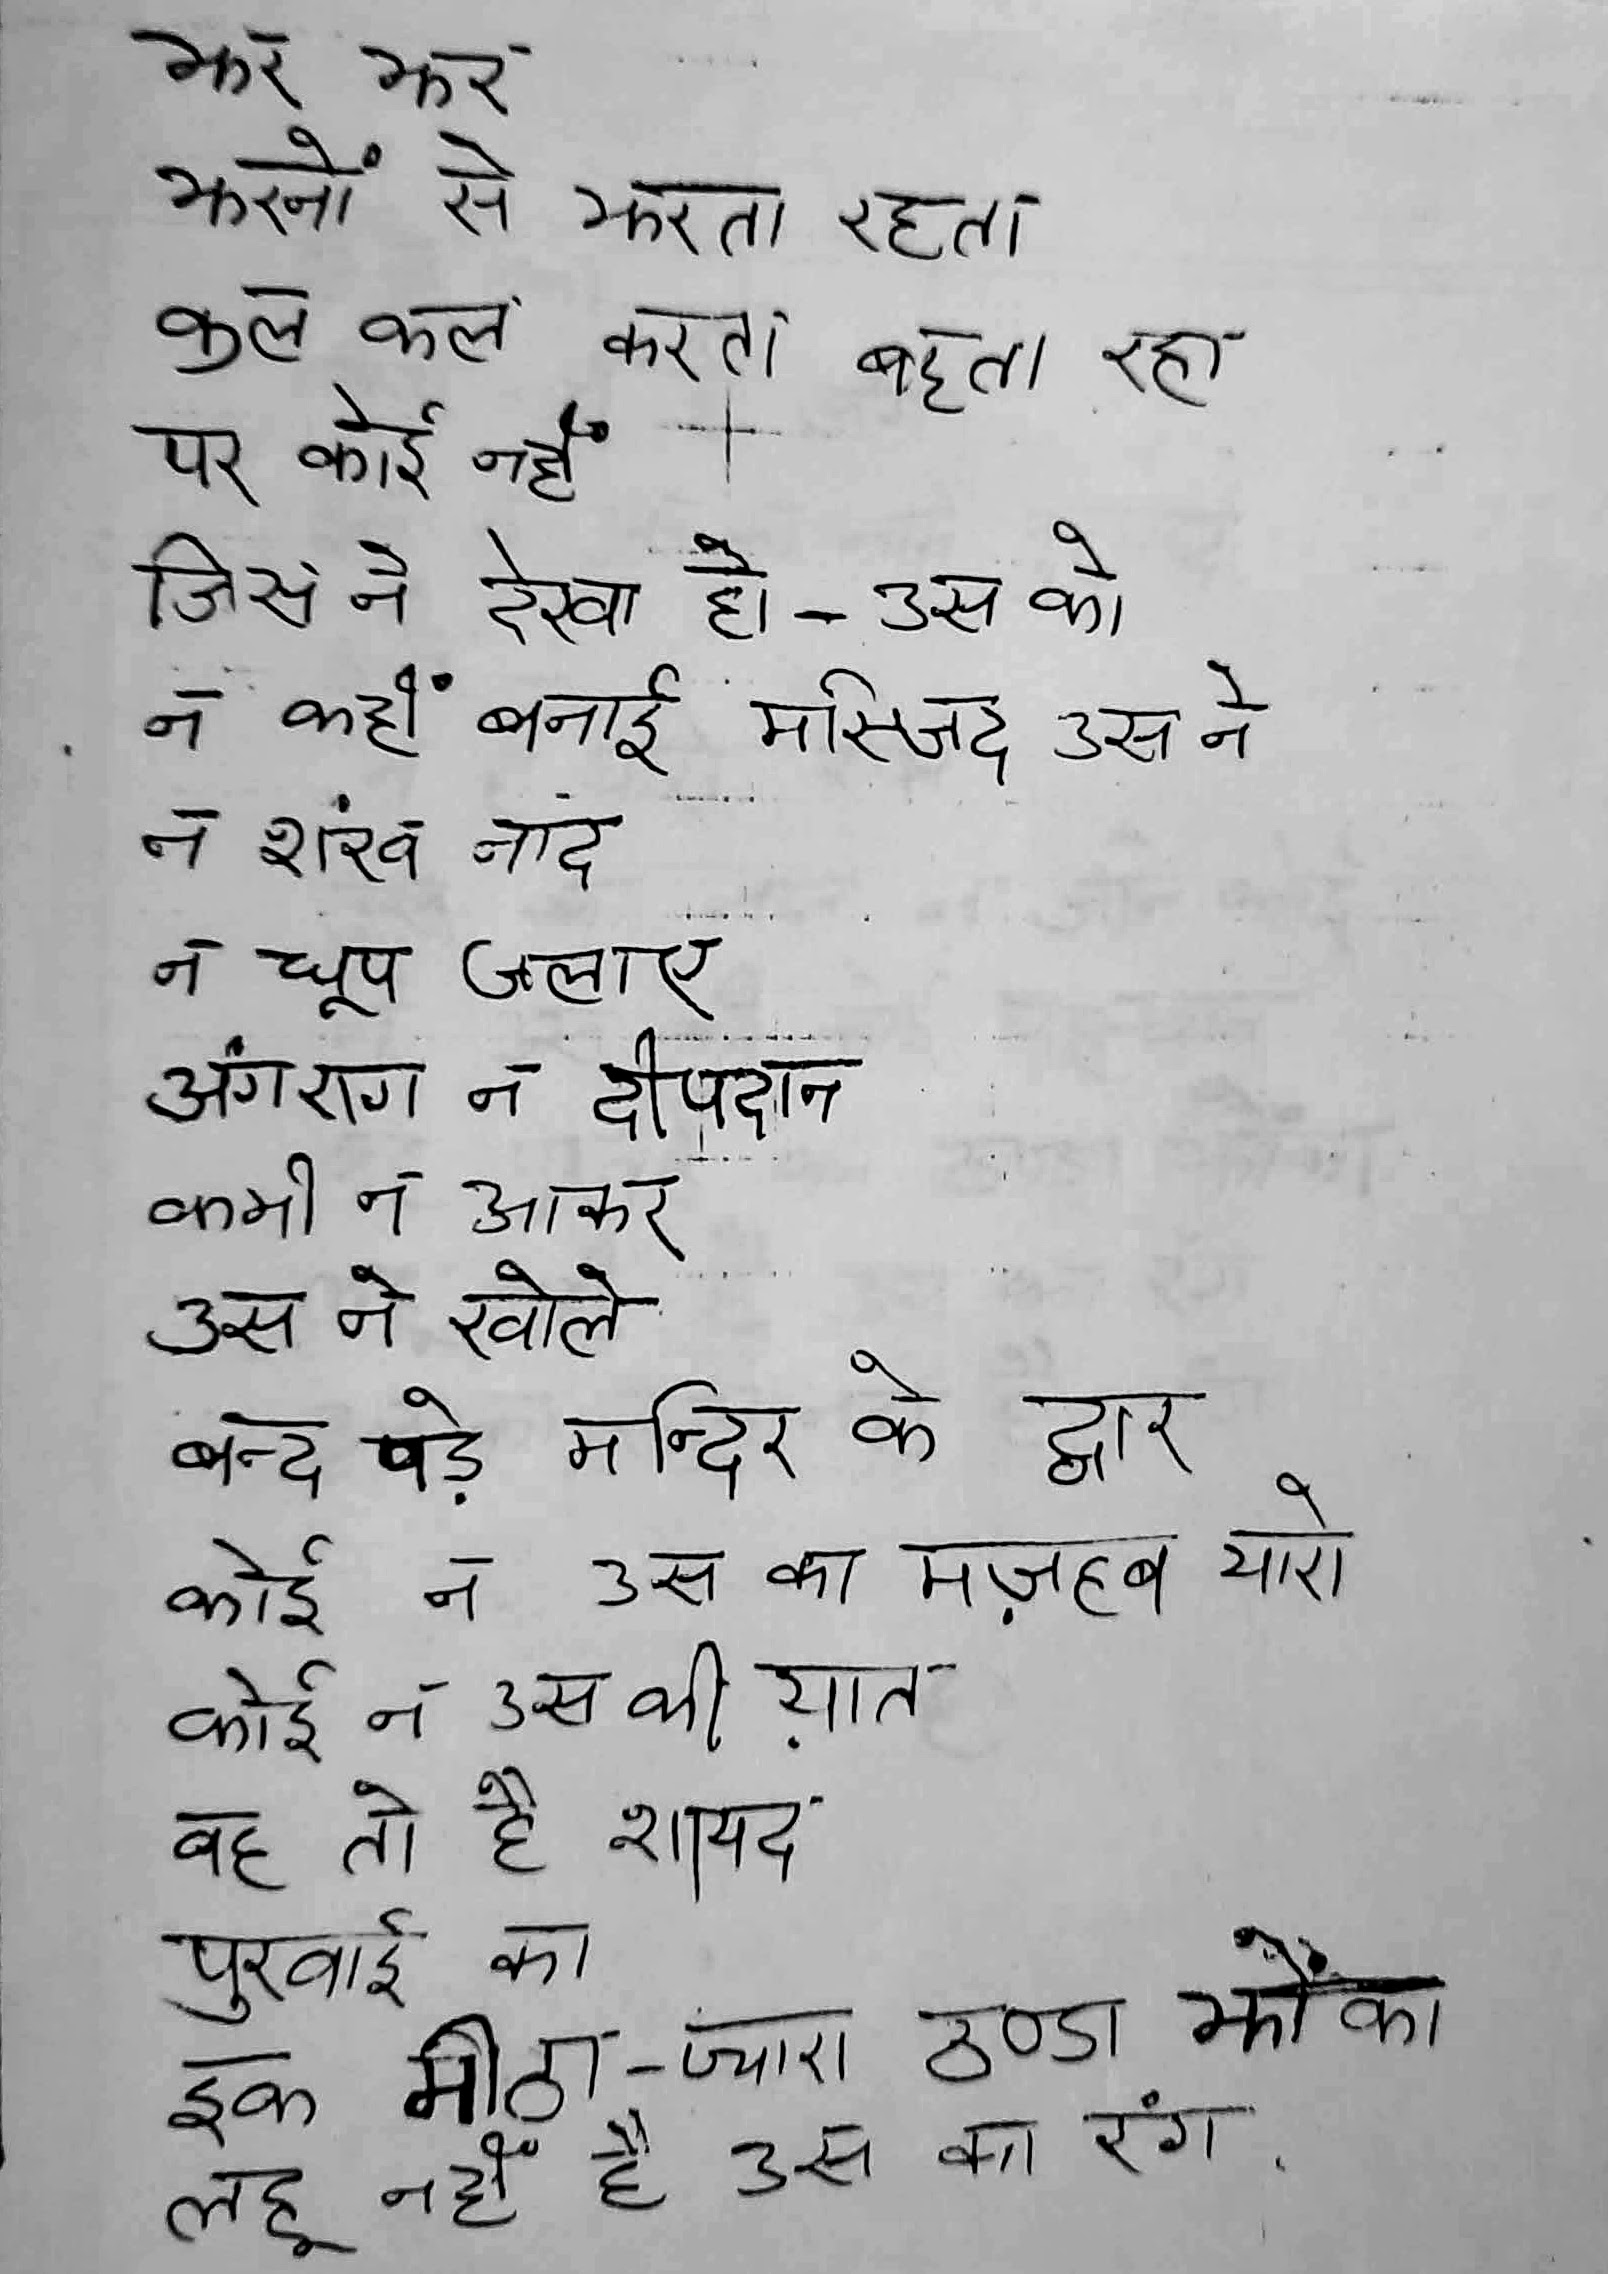 झर झर
झरनों से झरता रहता
कुल कल करता बहता रहा
पर कोई नहीं
जिस ने देखा हो - उस को
न कहीं बनाई मस्जिद उस ने
न शंख नाद
न धूप जलाए
अंगराग न दीपदान
कभी न आकर
उस ने खोले
बन्द पड़े मन्दिर के द्वार
कोई न उस का मज़हब यारो
कोई न उस की य़ात
वह तो है शायद
पुरवाई का
इक मीठा - प्यारा ठण्डा झोंका
लहू नहीं है उस का रंग .